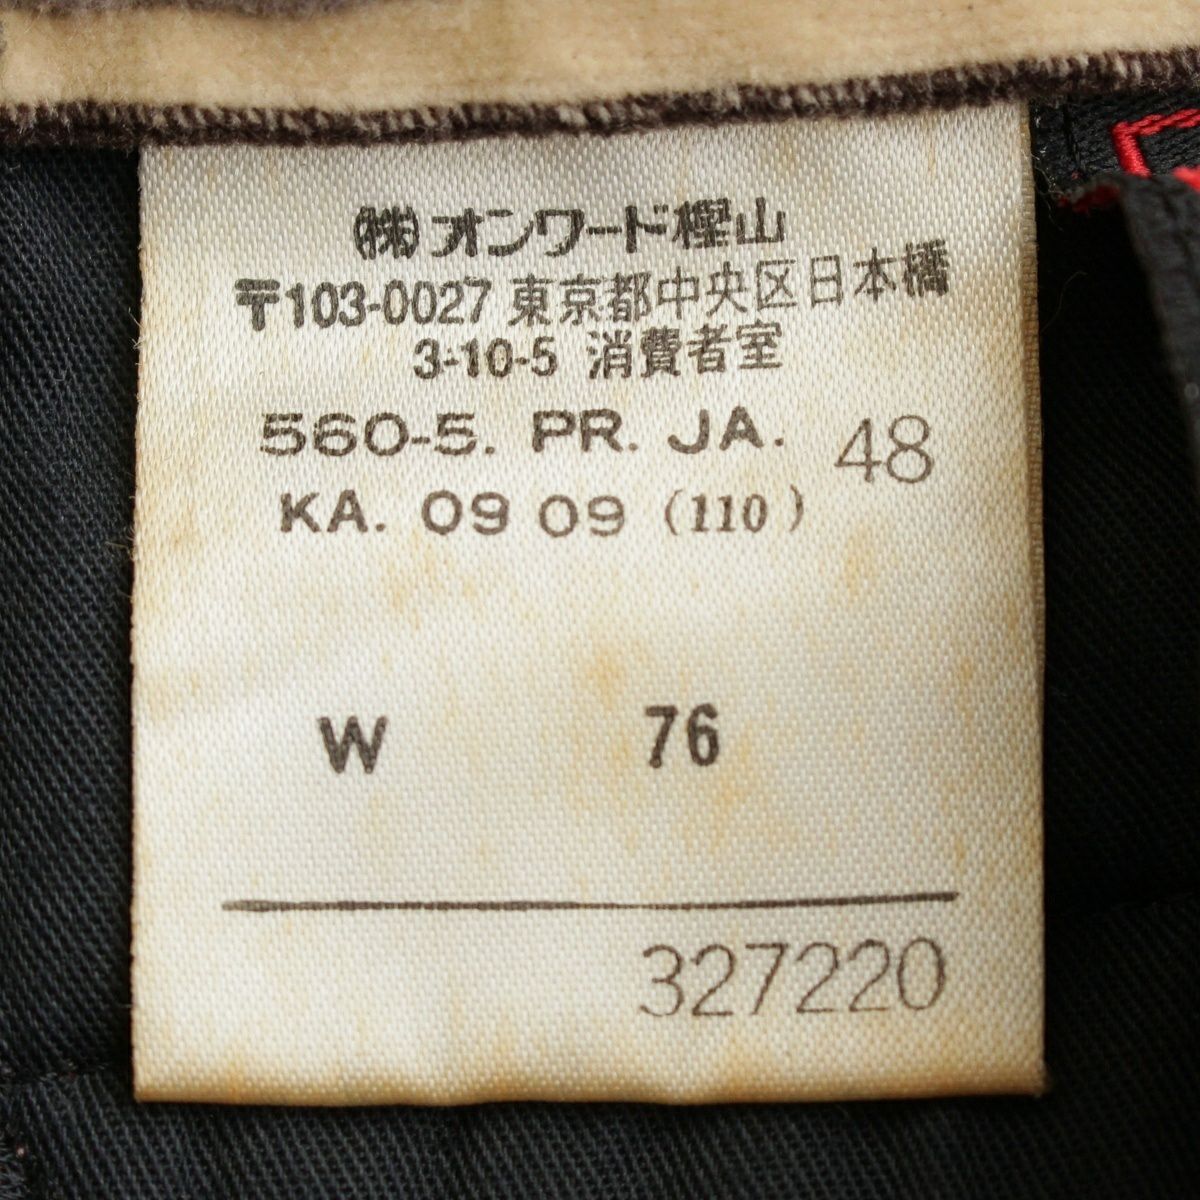 ㈱オンワード樫山
〒103-0027 東京都中央区日本橋
3-10-5 消費者室
560-5. PR. JA. 48
KA. 09 09 (110)
W 76
327220